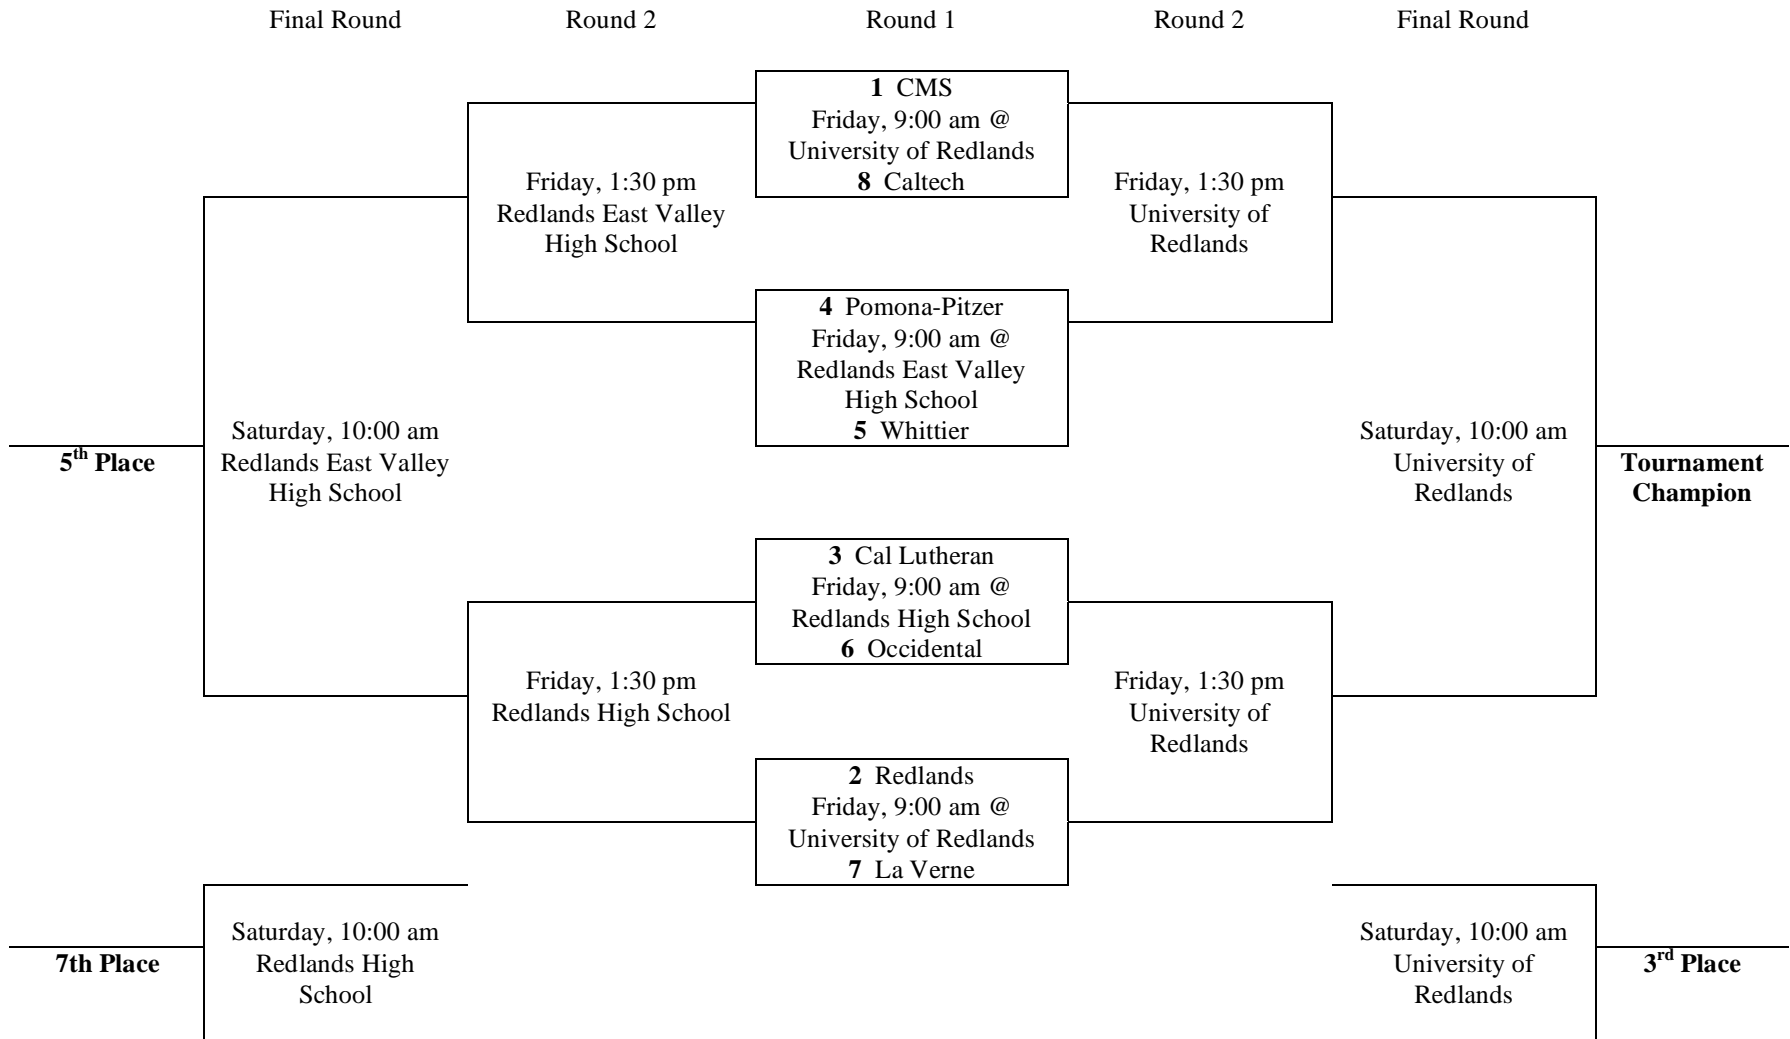 Final Round Round 2 Round 1 Round 2 Final Round
1 CMS
Friday, 9:00 am @
University of Redlands
8 Caltech
Friday, 1:30 pm
Redlands East Valley
High School
Friday, 1:30 pm
University of
Redlands
4 Pomona-Pitzer
Friday, 9:00 am @
Redlands East Valley
High School
5 Whittier
5th Place
Saturday, 10:00 am
Redlands East Valley
High School
Saturday, 10:00 am
University of
Redlands
Tournament
Champion
3 Cal Lutheran
Friday, 9:00 am @
Redlands High School
6 Occidental
Friday, 1:30 pm
Redlands High School
Friday, 1:30 pm
University of
Redlands
2 Redlands
Friday, 9:00 am @
University of Redlands
7 La Verne
7th Place
Saturday, 10:00 am
Redlands High
School
Saturday, 10:00 am
University of
Redlands
3rd Place